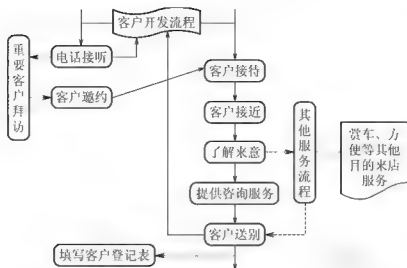 客户开发流程
电话接听
重要客户拜访
客户邀约
客户接待
客户接近
了解来意
提供咨询服务
客户送别
填写客户登记表
其他服务流程
赏车、方
便等其他
目的来店
服务